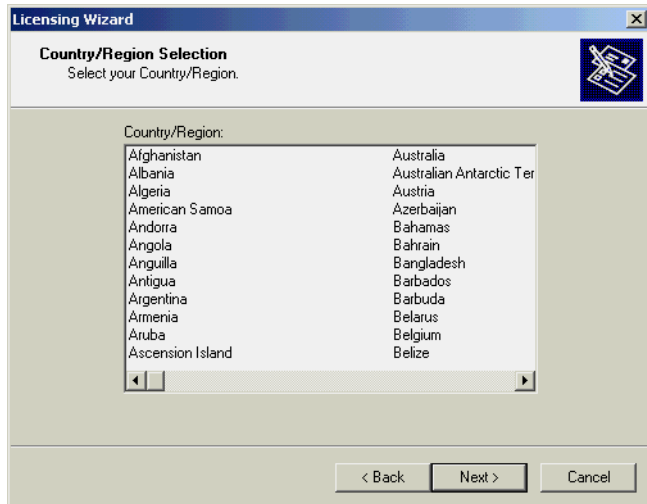 Licensing Wizard
Country/Region Selection
Select your Country/Region.
Country/Region:
Afghanistan
Albania
Algeria
American Samoa
Andorra
Angola
Anguilla
Antigua
Argentina
Armenia
Aruba
Ascension Island
Australia
Australian Antarctic Ter
Austria
Azerbaijan
Bahamas
Bahrain
Bangladesh
Barbados
Barbuda
Belarus
Belgium
Belize
< Back
Next >
Cancel